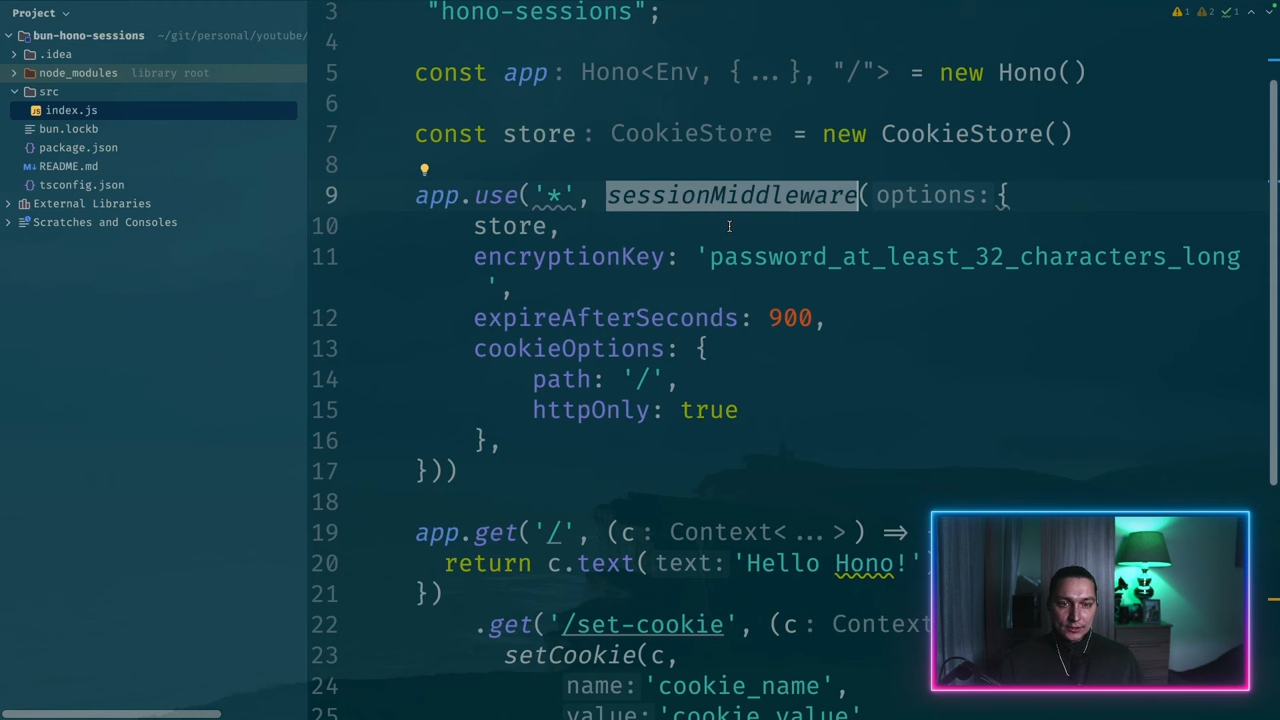 Project
bun-hono-sessions ~/git/personal/youtube/
.idea
node_modules library root
src
index.js
bun.lockb
package.json
README.md
tsconfig.json
External Libraries
Scratches and Consoles
1 2 1
3 "hono-sessions";
4
5 const app : Hono<Env, {...}, "/"> = new Hono()
6
7 const store : CookieStore = new CookieStore()
8
9 app.use('*', sessionMiddleware( options: {
10 store,
11 encryptionKey: 'password_at_least_32_characters_long
',
12 expireAfterSeconds: 900,
13 cookieOptions: {
14 path: '/',
15 httpOnly: true
16 },
17 }))
18
19 app.get('/', (c : Context<...> ) =>
20 return c.text( text: 'Hello Hono!'
21 })
22 .get('/set-cookie', (c : Context
23 setCookie(c,
24 name: 'cookie_name',
25 value: 'cookie_value'